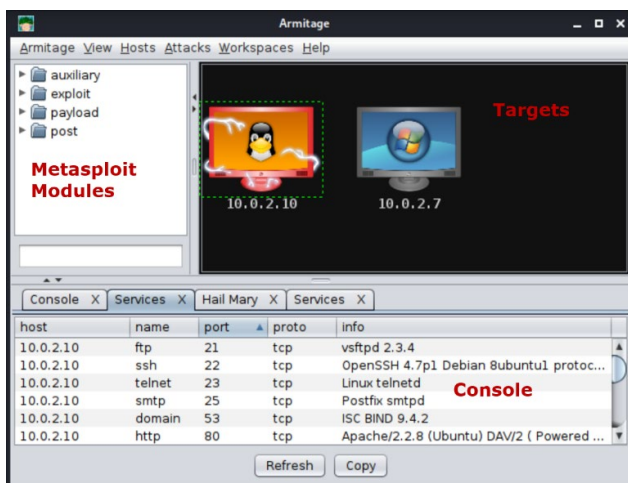 Armitage
Armitage View Hosts Attacks Workspaces Help
auxiliary
exploit
payload
post
Metasploit
Modules
Targets
10.0.2.10
10.0.2.7
Console X Services X Hail Mary X Services X
host name port proto info
10.0.2.10 ftp 21 tcp vsftpd 2.3.4
10.0.2.10 ssh 22 tcp OpenSSH 4.7p1 Debian 8ubuntu1 protoc...
10.0.2.10 telnet 23 tcp Linux telnetd
10.0.2.10 smtp 25 tcp Postfix smtpd
Console
10.0.2.10 domain 53 tcp ISC BIND 9.4.2
10.0.2.10 http 80 tcp Apache/2.2.8 (Ubuntu) DAV/2 ( Powered ...
Refresh Copy